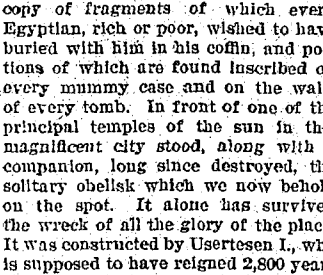 copy of fragments of which ever
Egyptian, rich or poor, wished to hav
buried with him in his coffin, and po
tions of which are found inscribed o
every mummy case and on the wal
of every tomb. In front of one of th
principal temples of the sun in th
magnificent city stood, along with
companion, long since destroyed, th
solitary obelisk which we now behol
on the spot. It alone has survive
the wreck of all the glory of the plac
It was constructed by Usertesen I., wh
is supposed to have reigned 2,800 year